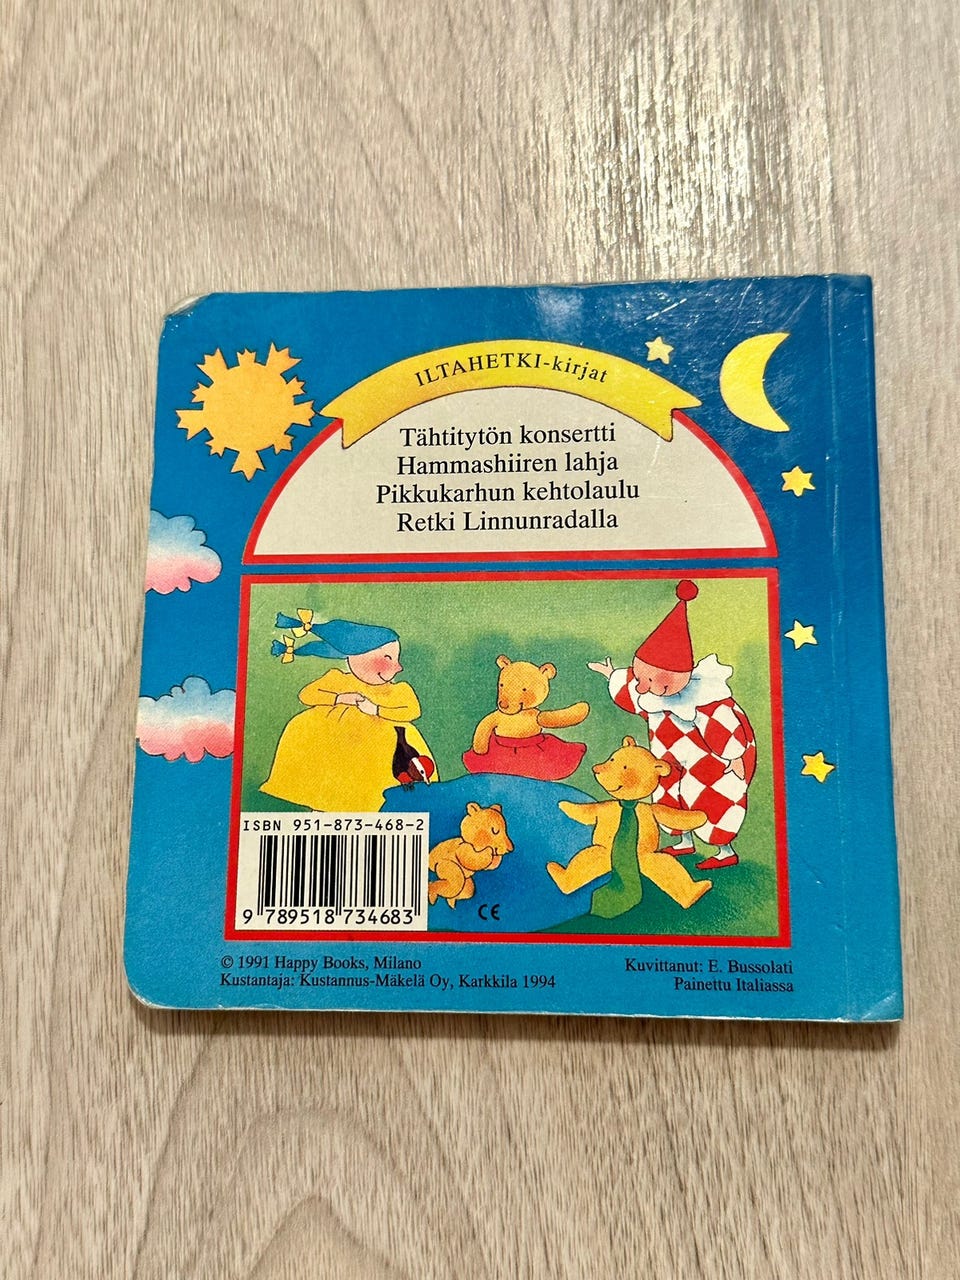 ILTAHETKI-kirjat
Tähtitytön konsertti
Hammashiiren lahja
Pikkukarhun kehtolaulu
Retki Linnunradalla
ISBN 951-873-468-2
9 789518 734683
CE
© 1991 Happy Books, Milano
Kustantaja: Kustannus-Mäkelä Oy, Karkkila 1994
Kuvittanut: E. Bussolati
Painettu Italiassa